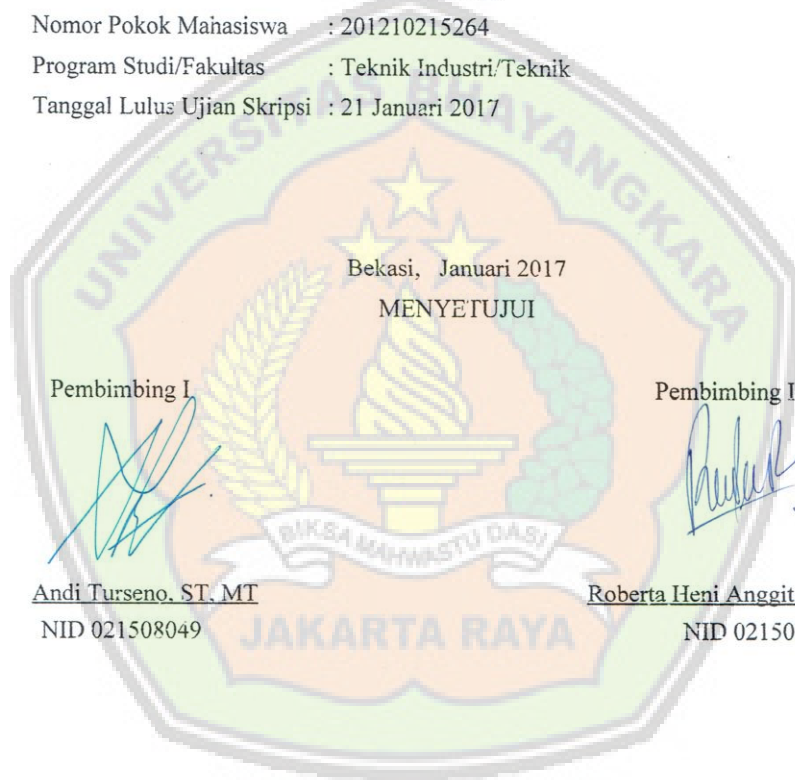 Nomor Pokok Mahasiswa : 201210215264
Program Studi/Fakultas : Teknik Industri/Teknik
Tanggal Lulus Ujian Skripsi : 21 Januari 2017
UNIVERSITAS BHAYANGKARA
Bekasi, Januari 2017
MENYETUJUI
Pembimbing I Pembimbing I
BIKSA MAHWASTU DASI
Andi Turseno, ST, MT Roberta Heni Anggit
NID 021508049 NID 02150
JAKARTA RAYA